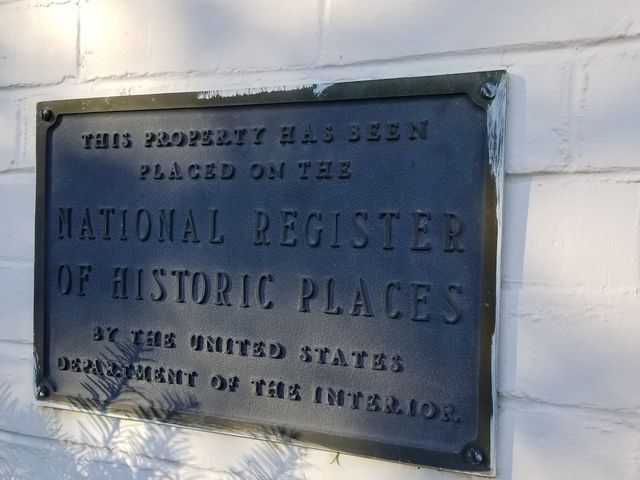 THIS PROPERTY HAS BEEN
PLACED ON THE
NATIONAL REGISTER
OF HISTORIC PLACES
BY THE UNITED STATES
DEPARTMENT OF THE INTERIOR.